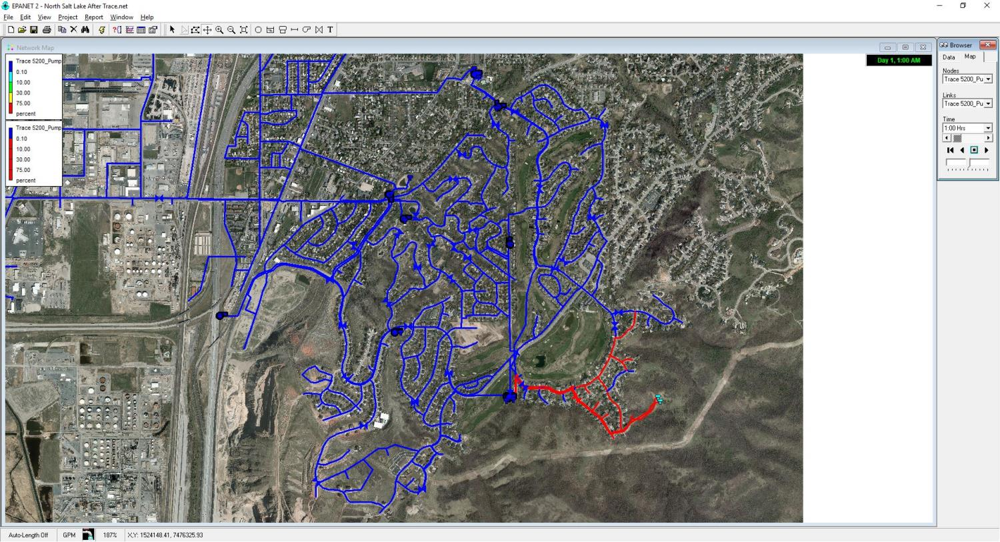 EPANET 2 - North Salt Lake After Trace.net
File Edit View Project Report Window Help
T
Network Map
Trace 5200_Pump
0.10
10.00
30.00
75.00
percent
Trace 5200_Pump
0.10
10.00
30.00
75.00
percent
Day 1, 1:00 AM
Browser
Data Map
Nodes
Trace 5200_Pu
Links
Trace 5200_Pu
Time
1:00 Hrs
Auto-Length Off GPM 187% X,Y: 1524148.41, 7476325.93